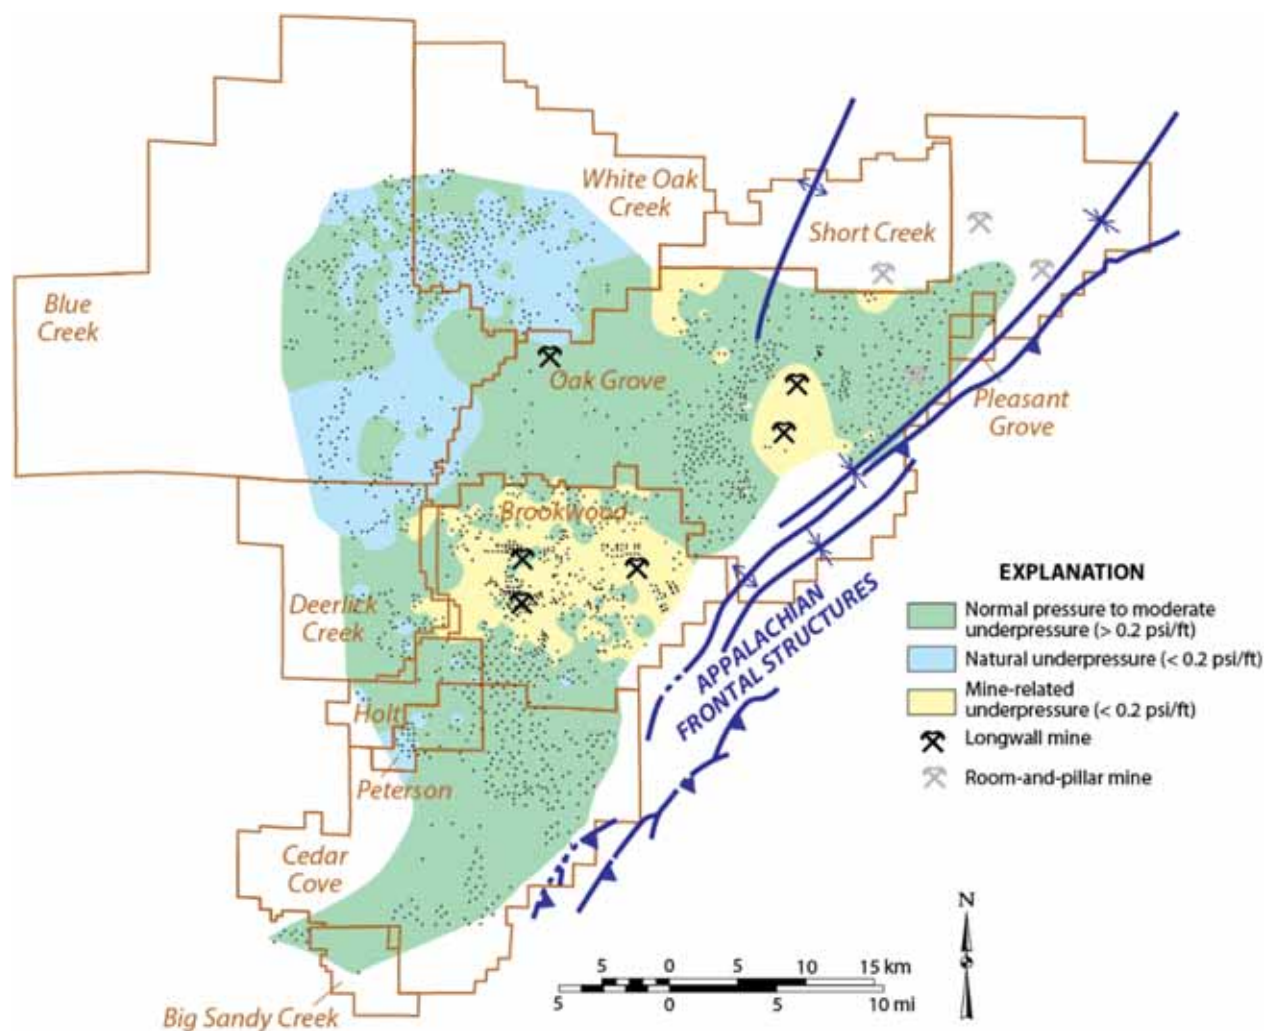 White Oak
Creek
Short Creek
Blue
Creek
Oak Grove
Pleasant
Grove
Brookwood
Deerlick
Creek
Holt
Peterson
Cedar
Cove
Big Sandy Creek
APPALACHIAN
FRONTAL STRUCTURES
EXPLANATION
Normal pressure to moderate
underpressure (> 0.2 psi/ft)
Natural underpressure (< 0.2 psi/ft)
Mine-related
underpressure (< 0.2 psi/ft)
Longwall mine
Room-and-pillar mine
N
5 0 5 10 15 km
5 0 5 10 mi